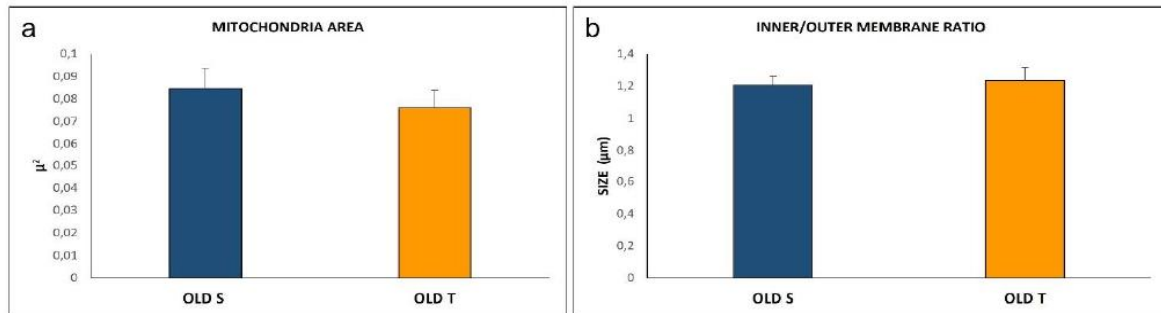 a
MITOCHONDRIA AREA
0,1
0,09
0,08
0,07
0,06
0,05
0,04
0,03
0,02
0,01
0
µ²
OLD S
OLD T
b
INNER/OUTER MEMBRANE RATIO
1,4
1,2
1
0,8
0,6
0,4
0,2
0
SIZE (µm)
OLD S
OLD T